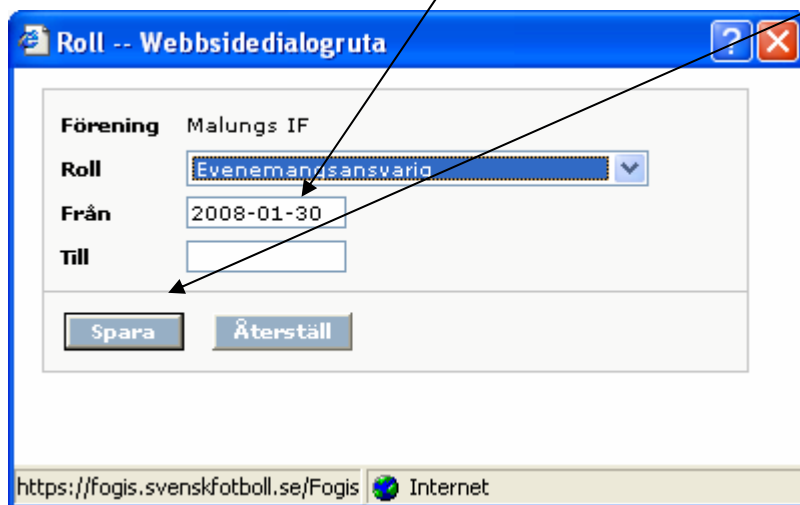 Roll -- Webbsidedialogruta
Förening Malungs IF
Roll Evenemangsansvarig
Från 2008-01-30
Till
Spara Återställ
https://fogis.svenskfotboll.se/Fogis Internet